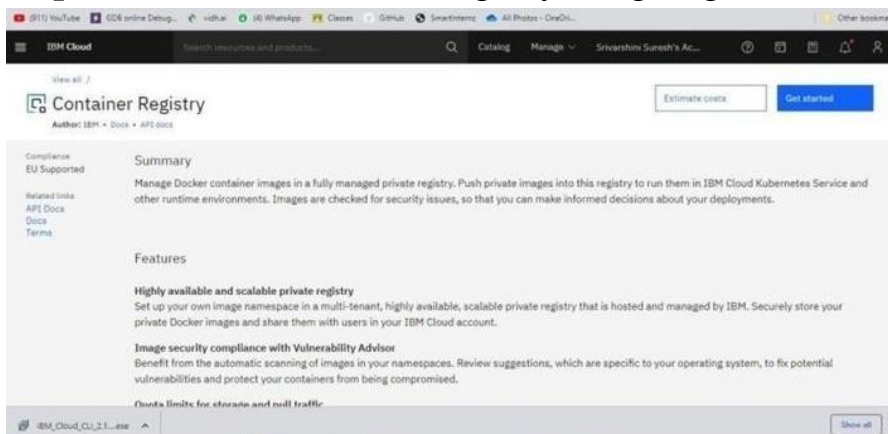 (911) YouTube GDB online Debug... vidhai (4) WhatsApp Classes GitHub Smartinternz All Photos - OneDri... Other bookma
IBM Cloud Search resources and products... Catalog Manage Srivarshini Suresh's Ac...
View all /
Container Registry
Estimate costs Get started
Author: IBM • Docs • API docs
Compliance
EU Supported
Related links
API Docs
Docs
Terms
Summary
Manage Docker container images in a fully managed private registry. Push private images into this registry to run them in IBM Cloud Kubernetes Service and
other runtime environments. Images are checked for security issues, so that you can make informed decisions about your deployments.
Features
Highly available and scalable private registry
Set up your own image namespace in a multi-tenant, highly available, scalable private registry that is hosted and managed by IBM. Securely store your
private Docker images and share them with users in your IBM Cloud account.
Image security compliance with Vulnerability Advisor
Benefit from the automatic scanning of images in your namespaces. Review suggestions, which are specific to your operating system, to fix potential
vulnerabilities and protect your containers from being compromised.
Quota limits for storage and pull traffic
IBM_Cloud_CLI_2.1....exe Show all